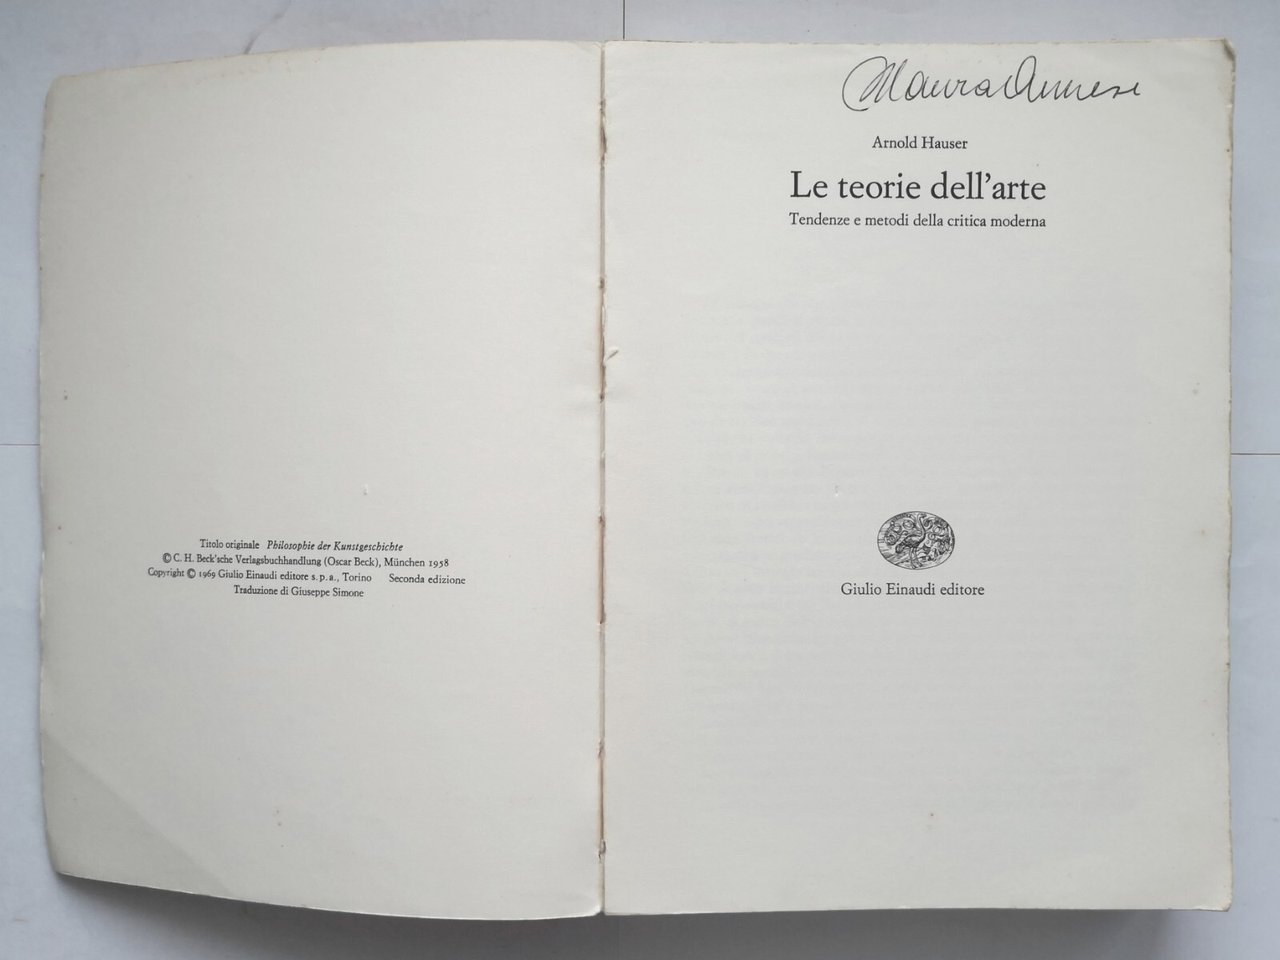 Titolo originale Philosophie der Kunstgeschichte
© C. H. Beck'sche Verlagsbuchhandlung (Oscar Beck), München 1958
Copyright © 1969 Giulio Einaudi editore s. p. a., Torino Seconda edizione
Traduzione di Giuseppe Simone
Maura Annese
Arnold Hauser
Le teorie dell'arte
Tendenze e metodi della critica moderna
Giulio Einaudi editore